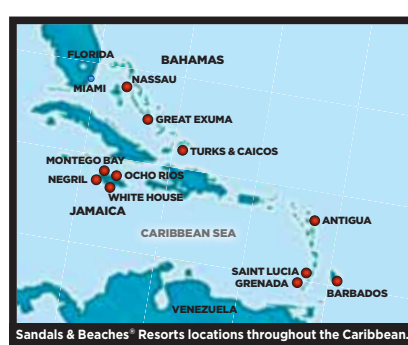 FLORIDA
BAHAMAS
MIAMI
NASSAU
GREAT EXUMA
TURKS & CAICOS
MONTEGO BAY
OCHO RIOS
NEGRIL
WHITE HOUSE
JAMAICA
ANTIGUA
CARIBBEAN SEA
SAINT LUCIA
GRENADA
BARBADOS
VENEZUELA
Sandals & Beaches® Resorts locations throughout the Caribbean.